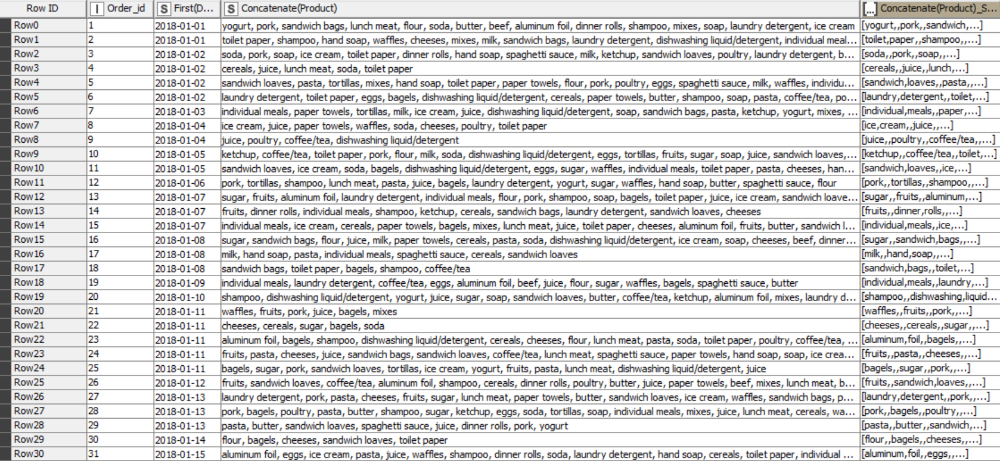 Row ID I Order_id S First(D... S Concatenate(Product) [...] Concatenate(Product)_S...
Row0 1 2018-01-01 yogurt, pork, sandwich bags, lunch meat, flour, soda, butter, beef, aluminum foil, dinner rolls, shampoo, mixes, soap, laundry detergent, ice cream [yogurt,,pork,,sandwich,...]
Row1 2 2018-01-01 toilet paper, shampoo, hand soap, waffles, cheeses, mixes, milk, sandwich bags, laundry detergent, dishwashing liquid/detergent, individual meal... [toilet,paper,,shampoo,,...]
Row2 3 2018-01-02 soda, pork, soap, ice cream, toilet paper, dinner rolls, hand soap, spaghetti sauce, milk, ketchup, sandwich loaves, poultry, laundry detergent, b... [soda,,pork,,soap,,...]
Row3 4 2018-01-02 cereals, juice, lunch meat, soda, toilet paper [cereals,,juice,,lunch,...]
Row4 5 2018-01-02 sandwich loaves, pasta, tortillas, mixes, hand soap, toilet paper, paper towels, flour, pork, poultry, eggs, spaghetti sauce, milk, waffles, individu... [sandwich,loaves,,pasta,,...]
Row5 6 2018-01-02 laundry detergent, toilet paper, eggs, bagels, dishwashing liquid/detergent, cereals, paper towels, butter, shampoo, soap, pasta, coffee/tea, po... [laundry,detergent,,toilet,...]
Row6 7 2018-01-03 individual meals, paper towels, tortillas, milk, ice cream, juice, dishwashing liquid/detergent, soap, sandwich bags, pasta, ketchup, yogurt, mixes, ... [individual,meals,,paper,...]
Row7 8 2018-01-04 ice cream, juice, paper towels, waffles, soda, cheeses, poultry, toilet paper [ice,cream,,juice,,...]
Row8 9 2018-01-04 juice, poultry, coffee/tea, dishwashing liquid/detergent [juice,,poultry,,coffee/tea,,...]
Row9 10 2018-01-05 ketchup, coffee/tea, toilet paper, pork, flour, milk, soda, dishwashing liquid/detergent, eggs, tortillas, fruits, sugar, soap, juice, sandwich loaves,... [ketchup,,coffee/tea,,toilet,...]
Row10 11 2018-01-05 sandwich loaves, ice cream, soda, bagels, dishwashing liquid/detergent, eggs, sugar, waffles, individual meals, toilet paper, pasta, cheeses, han... [sandwich,loaves,,ice,...]
Row11 12 2018-01-06 pork, tortillas, shampoo, lunch meat, pasta, juice, bagels, laundry detergent, yogurt, sugar, waffles, hand soap, butter, spaghetti sauce, flour [pork,,tortillas,,shampoo,,...]
Row12 13 2018-01-07 sugar, fruits, aluminum foil, laundry detergent, individual meals, flour, pork, shampoo, soap, bagels, toilet paper, juice, ice cream, sandwich loave... [sugar,,fruits,,aluminum,...]
Row13 14 2018-01-07 fruits, dinner rolls, individual meals, shampoo, ketchup, cereals, sandwich bags, laundry detergent, sandwich loaves, cheeses [fruits,,dinner,rolls,,...]
Row14 15 2018-01-07 individual meals, ice cream, cereals, paper towels, bagels, mixes, lunch meat, juice, toilet paper, cheeses, aluminum foil, fruits, butter, sandwich l... [individual,meals,,ice,...]
Row15 16 2018-01-08 sugar, sandwich bags, flour, juice, milk, paper towels, cereals, pasta, soda, dishwashing liquid/detergent, ice cream, soap, cheeses, beef, dinner... [sugar,,sandwich,bags,,...]
Row16 17 2018-01-08 milk, hand soap, pasta, individual meals, spaghetti sauce, cereals, sandwich loaves [milk,,hand,soap,,...]
Row17 18 2018-01-08 sandwich bags, toilet paper, bagels, shampoo, coffee/tea [sandwich,bags,,toilet,...]
Row18 19 2018-01-09 individual meals, laundry detergent, coffee/tea, eggs, aluminum foil, beef, juice, flour, sugar, waffles, bagels, spaghetti sauce, butter [individual,meals,,laundry,...]
Row19 20 2018-01-10 shampoo, dishwashing liquid/detergent, yogurt, juice, sugar, soap, sandwich loaves, butter, coffee/tea, ketchup, aluminum foil, mixes, laundry d... [shampoo,,dishwashing,liquid...
Row20 21 2018-01-11 waffles, fruits, pork, juice, bagels, mixes [waffles,,fruits,,pork,,...]
Row21 22 2018-01-11 cheeses, cereals, sugar, bagels, soda [cheeses,,cereals,,sugar,,...]
Row22 23 2018-01-11 aluminum foil, bagels, shampoo, dishwashing liquid/detergent, cereals, cheeses, flour, lunch meat, pasta, soda, toilet paper, poultry, coffee/tea, ... [aluminum,foil,,bagels,,...]
Row23 24 2018-01-11 fruits, pasta, cheeses, juice, sandwich bags, sandwich loaves, coffee/tea, lunch meat, spaghetti sauce, paper towels, hand soap, soap, ice crea... [fruits,,pasta,,cheeses,,...]
Row24 25 2018-01-11 bagels, sugar, pork, sandwich loaves, tortillas, ice cream, yogurt, fruits, pasta, lunch meat, dishwashing liquid/detergent, juice [bagels,,sugar,,pork,,...]
Row25 26 2018-01-12 fruits, sandwich loaves, coffee/tea, aluminum foil, shampoo, cereals, dinner rolls, poultry, butter, juice, paper towels, beef, mixes, lunch meat, b... [fruits,,sandwich,loaves,,...]
Row26 27 2018-01-13 laundry detergent, pork, pasta, cheeses, fruits, sugar, lunch meat, paper towels, butter, sandwich loaves, ice cream, waffles, sandwich bags, p... [laundry,detergent,,pork,,...]
Row27 28 2018-01-13 pork, bagels, poultry, pasta, butter, shampoo, sugar, ketchup, eggs, soda, tortillas, soap, individual meals, mixes, juice, lunch meat, cereals, wa... [pork,,bagels,,poultry,,...]
Row28 29 2018-01-13 pasta, butter, sandwich loaves, spaghetti sauce, juice, dinner rolls, pork, yogurt [pasta,,butter,,sandwich,...]
Row29 30 2018-01-14 flour, bagels, cheeses, sandwich loaves, toilet paper [flour,,bagels,,cheeses,,...]
Row30 31 2018-01-15 aluminum foil, eggs, ice cream, pasta, juice, waffles, shampoo, dinner rolls, soda, laundry detergent, hand soap, cereals, toilet paper, individual ... [aluminum,foil,,eggs,,...]